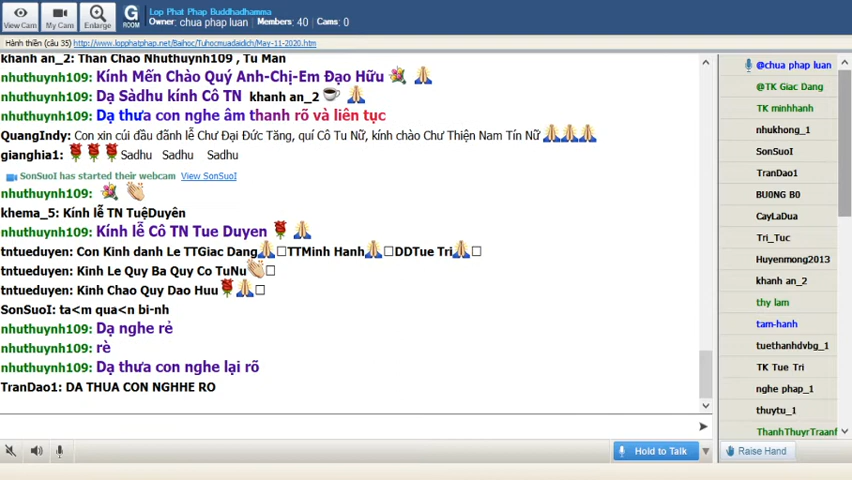 Lop Phat Phap Buddhadhamma
Owner: chua phap luan Members: 40 Cams: 0
View Cam My Cam Enlarge G ROOM
Hành thiền (câu 35) http://www.lopphatphap.net/Baihoc/Tuhocmuadaidich/May-11-2020.htm
khanh an_2: Than Chao Nhuthuynh109 , Tu Man
nhuthuynh109: Kính Mến Chào Quý Anh-Chị-Em Đạo Hữu
nhuthuynh109: Dạ Sàdhu kính Cô TN khanh an_2
nhuthuynh109: Dạ thưa con nghe âm thanh rõ và liên tục
QuangIndy: Con xin cúi đầu đãnh lễ Chư Đại Đức Tăng, quí Cô Tu Nữ, kính chào Chư Thiện Nam Tín Nữ
gianghia1: Sadhu Sadhu Sadhu
SonSuoI has started their webcam View SonSuoI
nhuthuynh109:
khema_5: Kính lễ TN TuệDuyên
nhuthuynh109: Kính lễ Cô TN Tue Duyen
tntueduyen: Con Kinh danh Le TTGiac Dang TTMinh Hanh DDTue Tri
tntueduyen: Kinh Le Quy Ba Quy Co TuNu
tntueduyen: Kinh Chao Quy Dao Huu
SonSuoI: ta<m qua<n bi-nh
nhuthuynh109: Dạ nghe rẻ
nhuthuynh109: rè
nhuthuynh109: Dạ thưa con nghe lại rõ
TranDao1: DA THUA CON NGHHE RO
Hold to Talk
@chua phap luan
@TK Giac Dang
TK minhhanh
nhukhong_1
SonSuoI
TranDao1
BU0NG B0
CayLaDua
Tri_Tuc
Huyenmong2013
khanh an_2
thy lam
tam-hanh
tuethanhdvbg_1
TK Tue Tri
nghe phap_1
thuytu_1
ThanhThuyrTraanf
Raise Hand